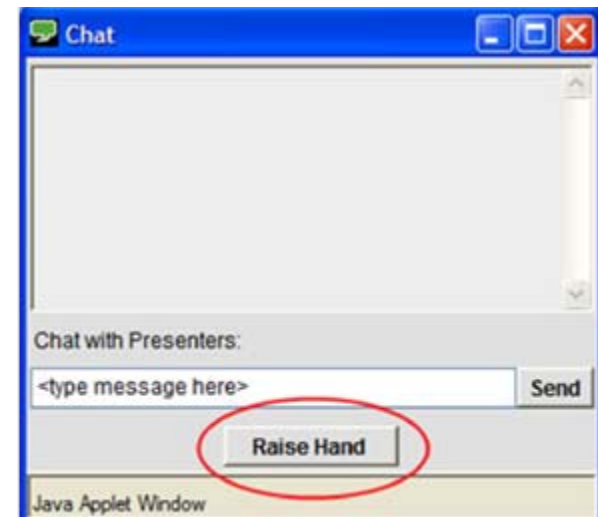 Chat
Chat with Presenters:
<type message here>
Send
Raise Hand
Java Applet Window